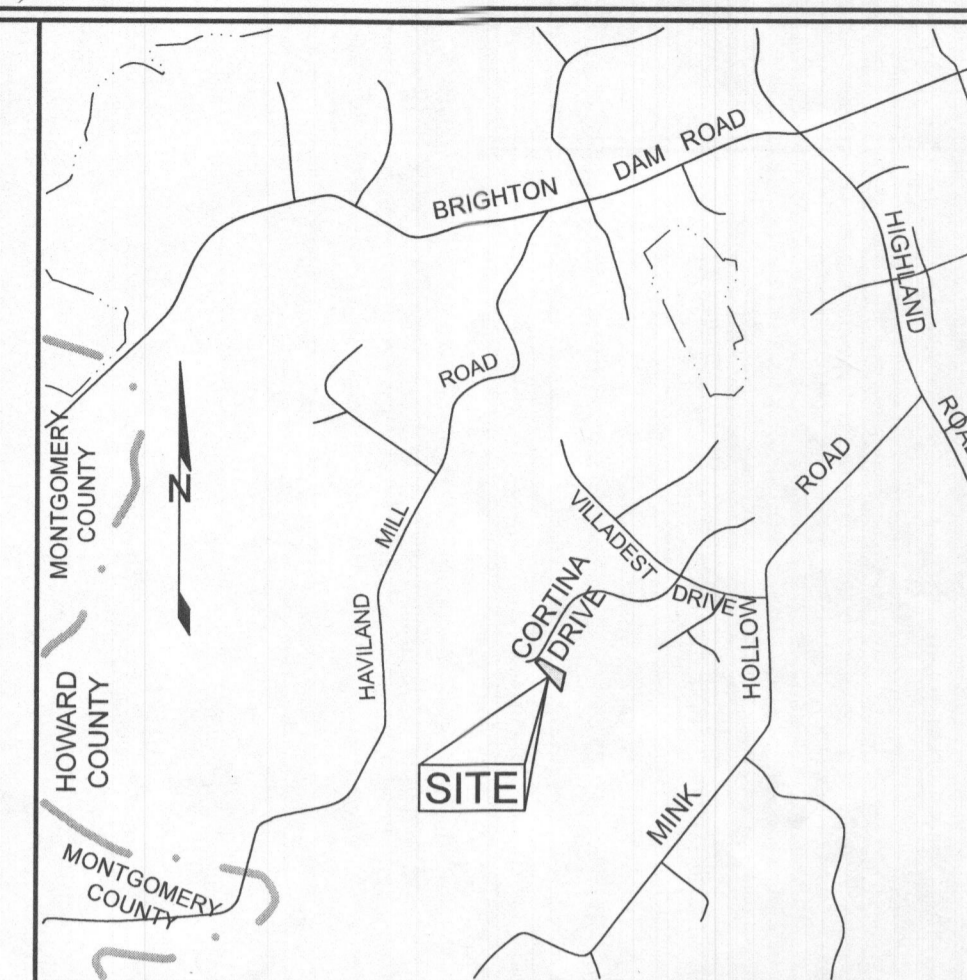 BRIGHTON DAM ROAD
HIGHLAND
ROAD
ROAD
ROAD
MILL
HAVILAND
MONTGOMERY
COUNTY
N
VILLADEST
DRIVE
CORTINA
DRIVE
HOLLOW
MINK
HOWARD
COUNTY
SITE
MONTGOMERY
COUNTY